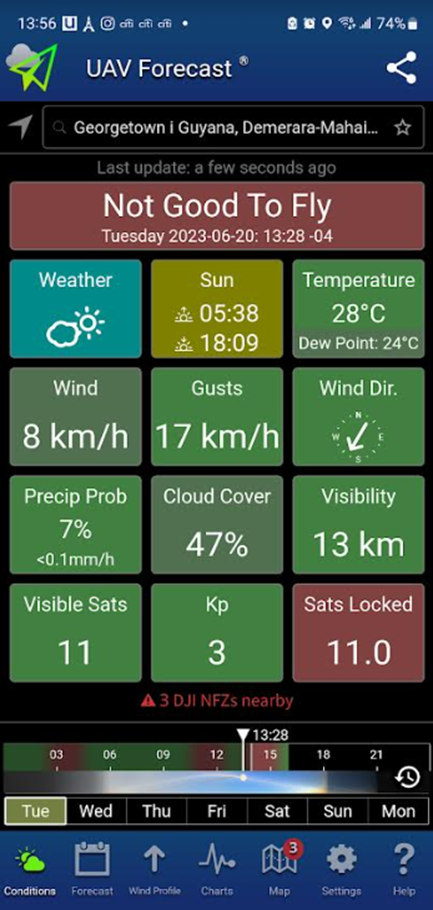 13:56 74%
UAV Forecast ®
Georgetown i Guyana, Demerara-Mahai...
Last update: a few seconds ago
Not Good To Fly
Tuesday 2023-06-20: 13:28 -04
Weather
Sun
05:38
18:09
Temperature
28°C
Dew Point: 24°C
Wind
8 km/h
Gusts
17 km/h
Wind Dir.
N
W E
S
Precip Prob
7%
<0.1mm/h
Cloud Cover
47%
Visibility
13 km
Visible Sats
11
Kp
3
Sats Locked
11.0
3 DJI NFZs nearby
13:28
03 06 09 12 15 18 21
Tue Wed Thu Fri Sat Sun Mon
3
Conditions Forecast Wind Profile Charts Map Settings Help